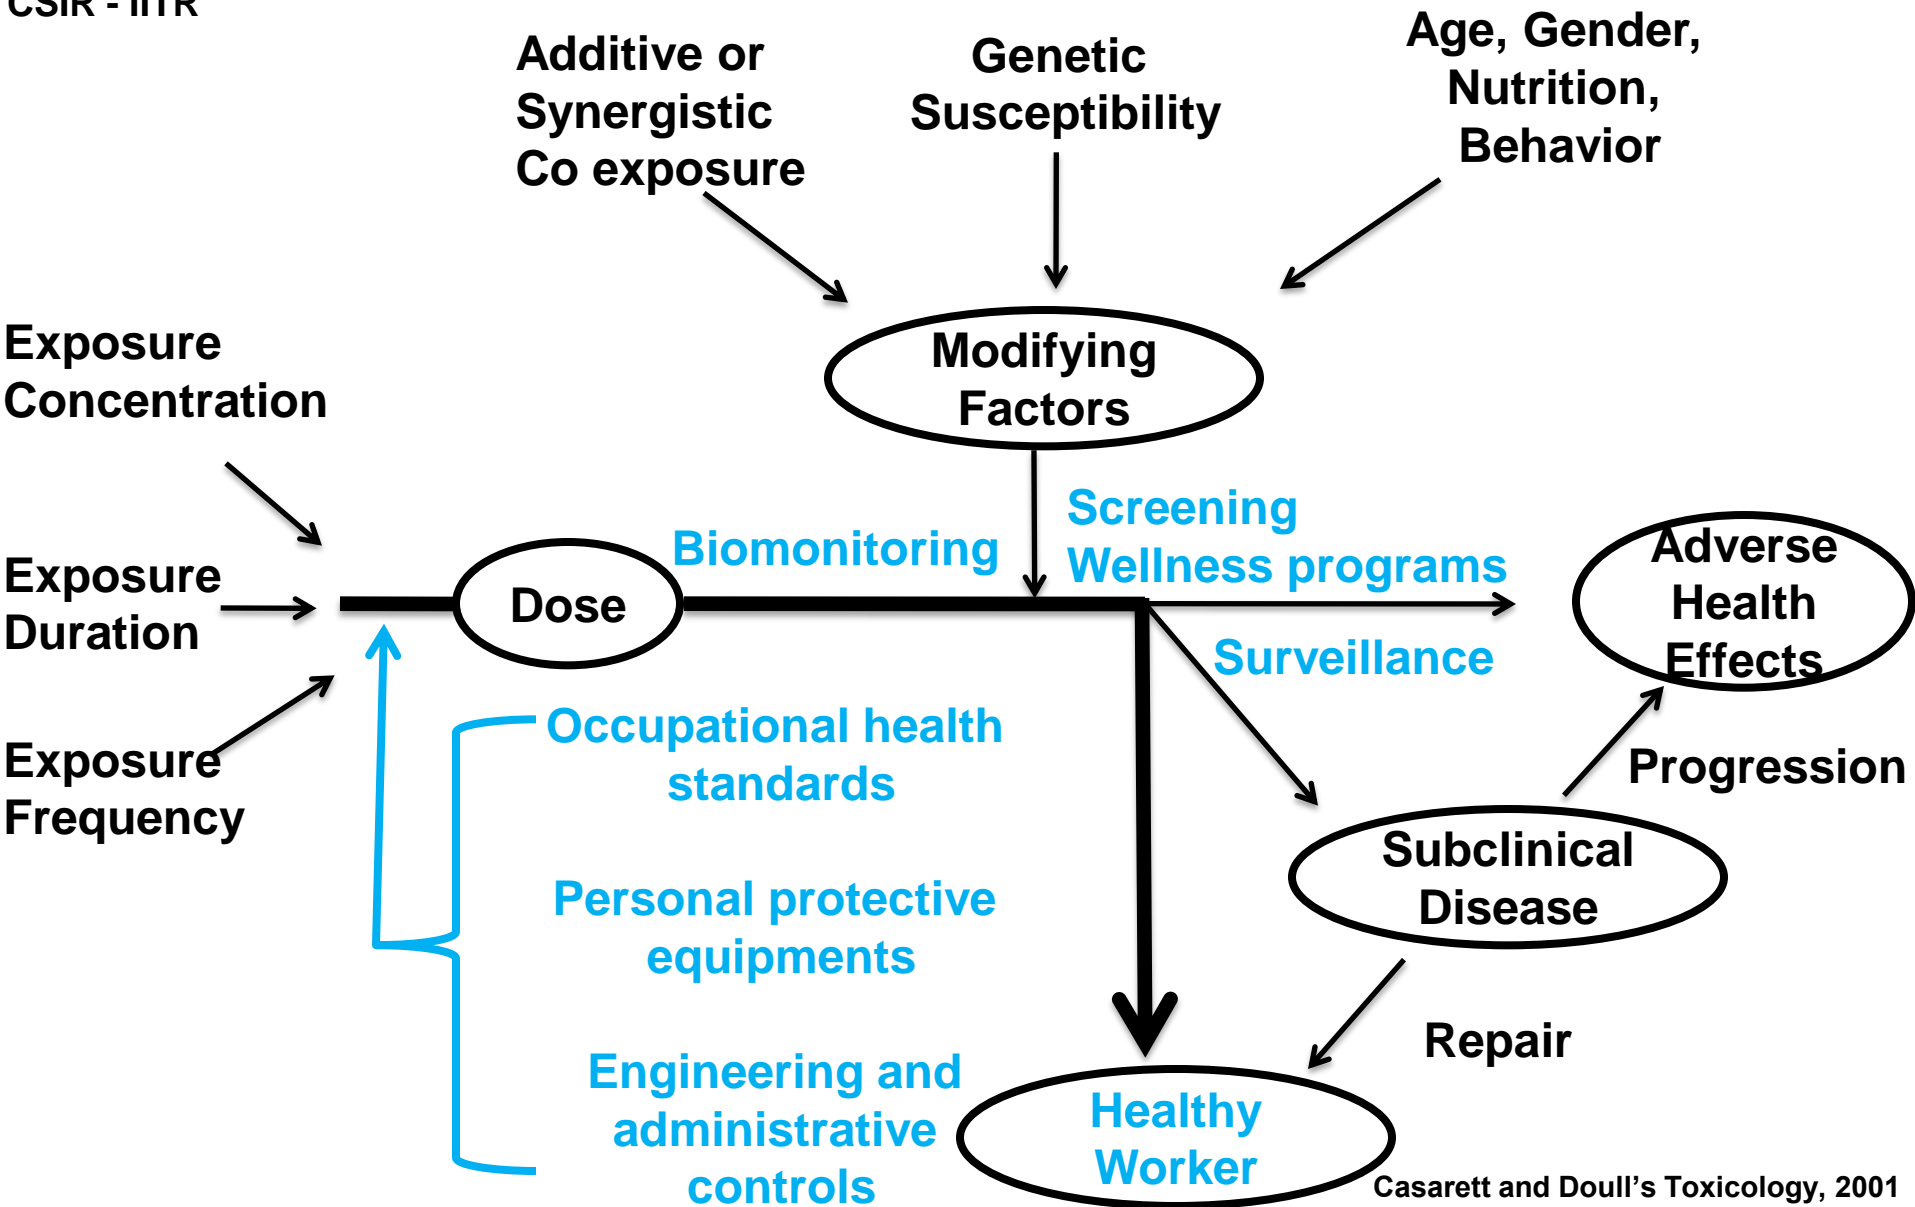 CSIR - IITR
Additive or
Synergistic
Co exposure
Genetic
Susceptibility
Age, Gender,
Nutrition,
Behavior
Modifying
Factors
Exposure
Concentration
Exposure
Duration
Exposure
Frequency
Dose
Biomonitoring
Screening
Wellness programs
Surveillance
Adverse
Health
Effects
Progression
Subclinical
Disease
Repair
Occupational health
standards
Personal protective
equipments
Engineering and
administrative
controls
Healthy
Worker
Casarett and Doull's Toxicology, 2001